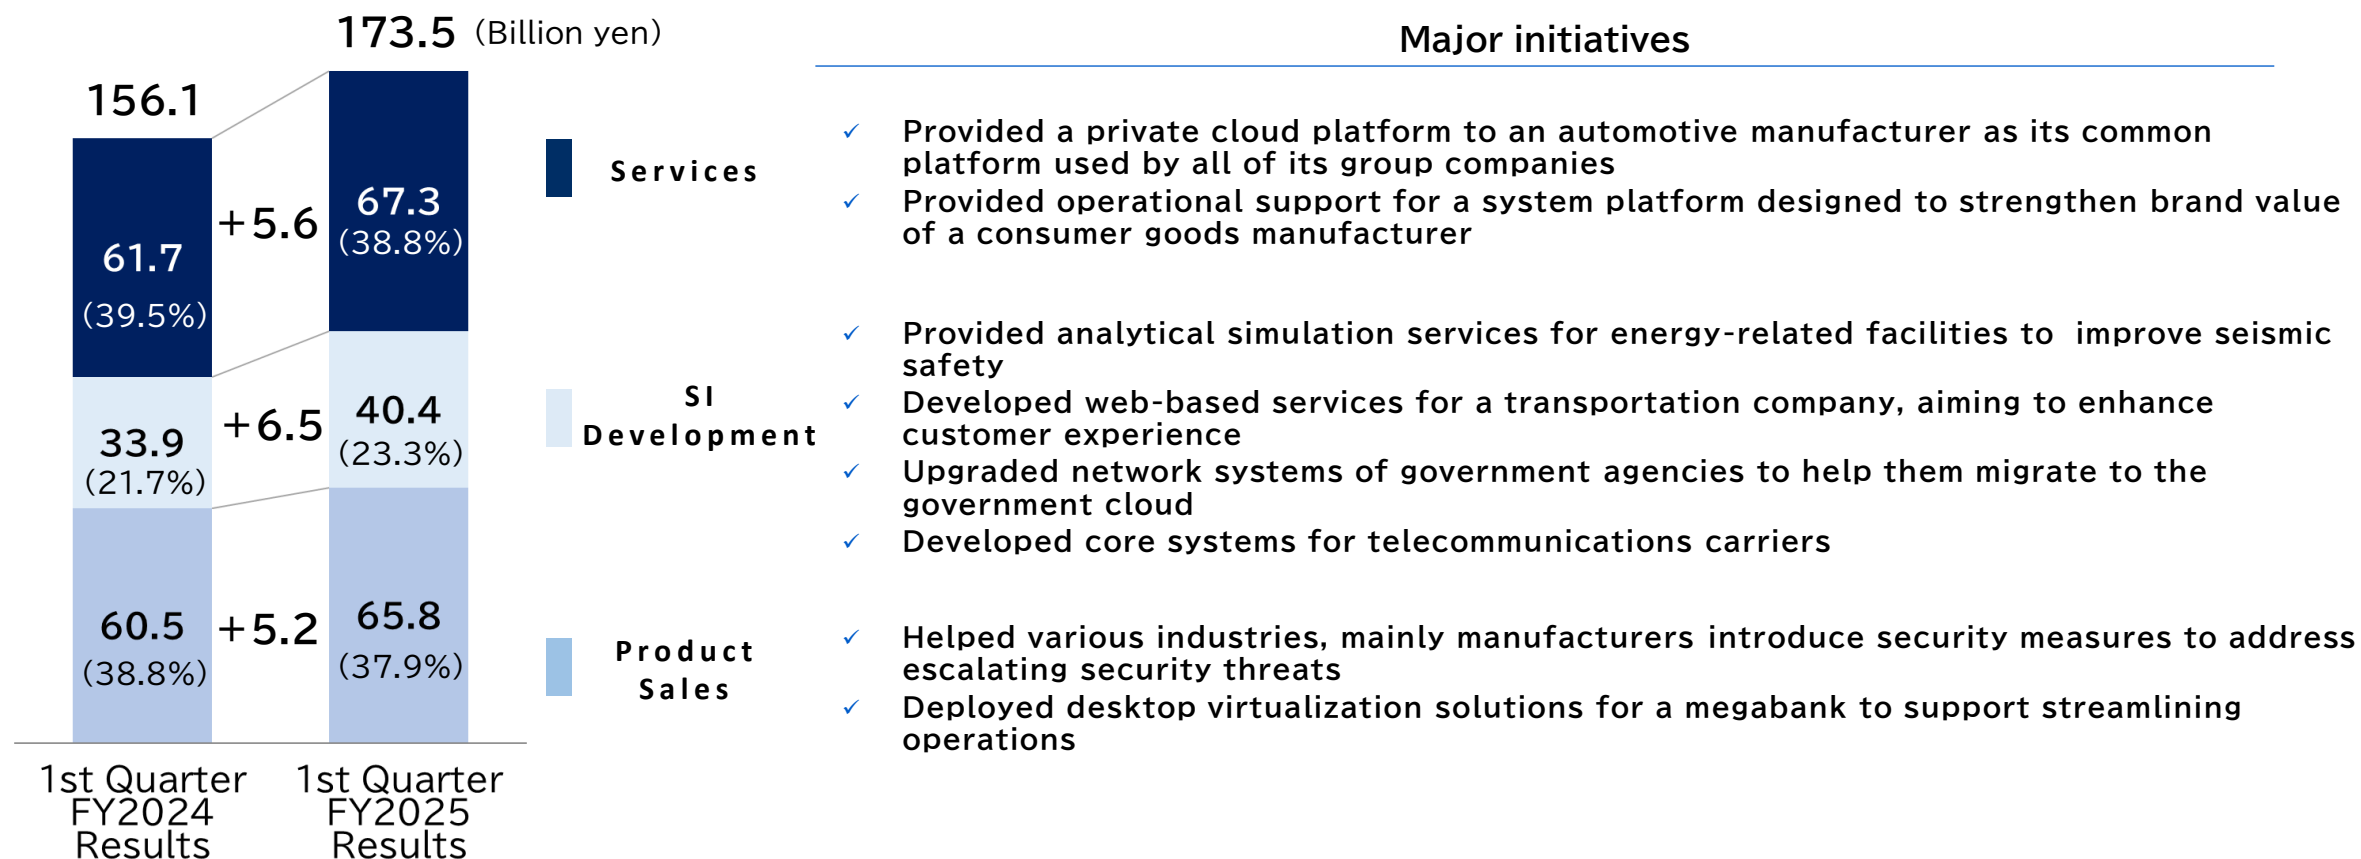 173.5 (Billion yen)
156.1
61.7
(39.5%)
+5.6
67.3
(38.8%)
33.9
(21.7%)
+6.5
40.4
(23.3%)
60.5
(38.8%)
+5.2
65.8
(37.9%)
1st Quarter
FY2024
Results
1st Quarter
FY2025
Results
Services
SI
Development
Product
Sales
Major initiatives
✓ Provided a private cloud platform to an automotive manufacturer as its common
platform used by all of its group companies
✓ Provided operational support for a system platform designed to strengthen brand value
of a consumer goods manufacturer
✓ Provided analytical simulation services for energy-related facilities to improve seismic
safety
✓ Developed web-based services for a transportation company, aiming to enhance
customer experience
✓ Upgraded network systems of government agencies to help them migrate to the
government cloud
✓ Developed core systems for telecommunications carriers
✓ Helped various industries, mainly manufacturers introduce security measures to address
escalating security threats
✓ Deployed desktop virtualization solutions for a megabank to support streamlining
operations